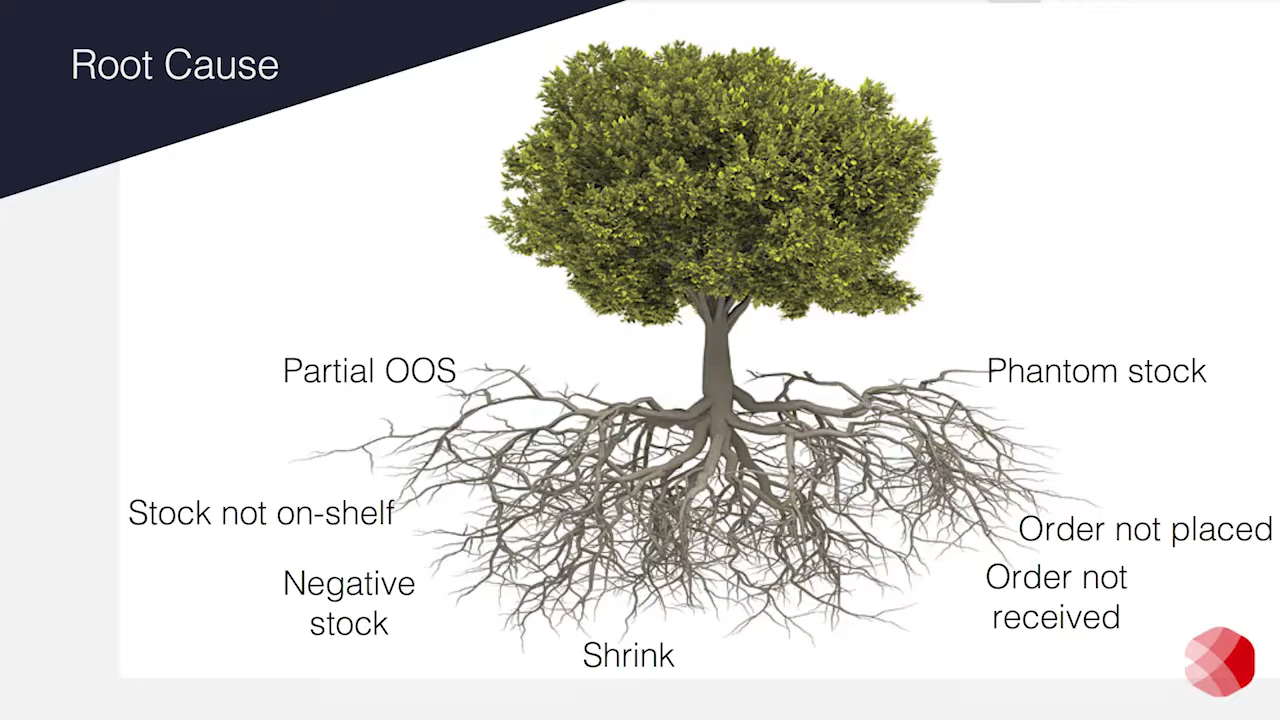 Root Cause
Partial OOS
Phantom stock
Stock not on-shelf
Order not placed
Negative
stock
Order not
received
Shrink